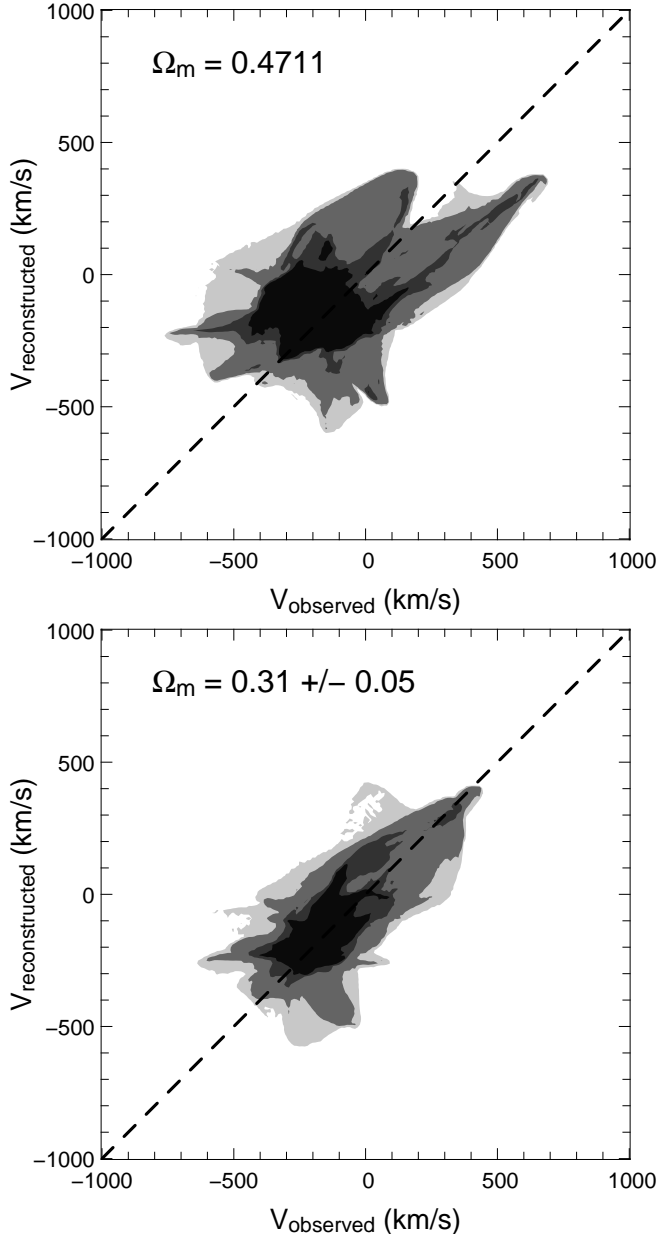 1000
Ωm = 0.4711
500
0
−500
−1000
Vreconstructed (km/s)
−1000 −500 0 500 1000
Vobserved (km/s)
1000
Ωm = 0.31 +/− 0.05
500
0
−500
−1000
Vreconstructed (km/s)
−1000 −500 0 500 1000
Vobserved (km/s)